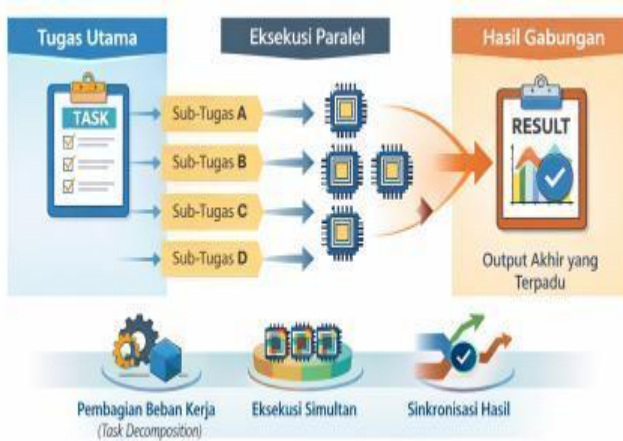 Tugas Utama
Eksekusi Paralel
Hasil Gabungan
TASK
Sub-Tugas A
Sub-Tugas B
Sub-Tugas C
Sub-Tugas D
RESULT
Output Akhir yang
Terpadu
Pembagian Beban Kerja
(Task Decomposition)
Eksekusi Simultan
Sinkronisasi Hasil